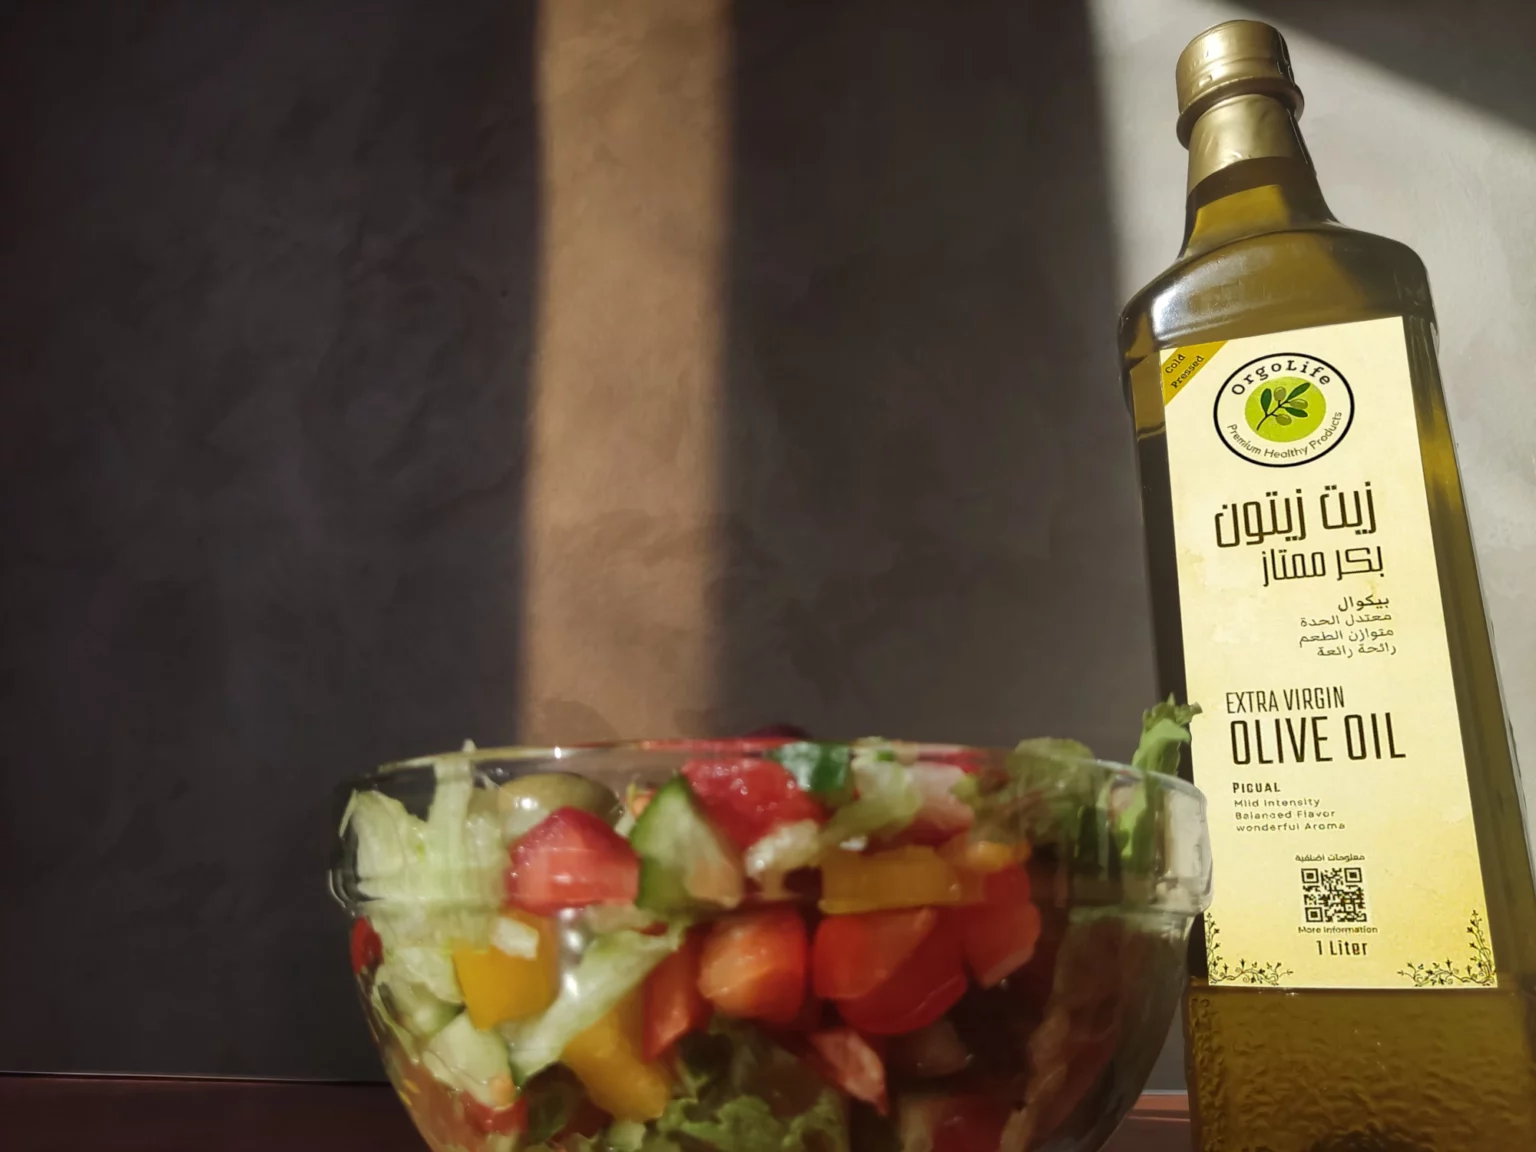 Cold
Pressed
OrgoLife
Premium Healthy Products
زيت زيتون
بكر ممتاز
بيكوال
معتدل الحدة
متوازن الطعم
رائحة رائعة
EXTRA VIRGIN
OLIVE OIL
PICUAL
Mild Intensity
Balanced Flavor
wonderful Aroma
معلومات اضافية
More Information
1 Liter